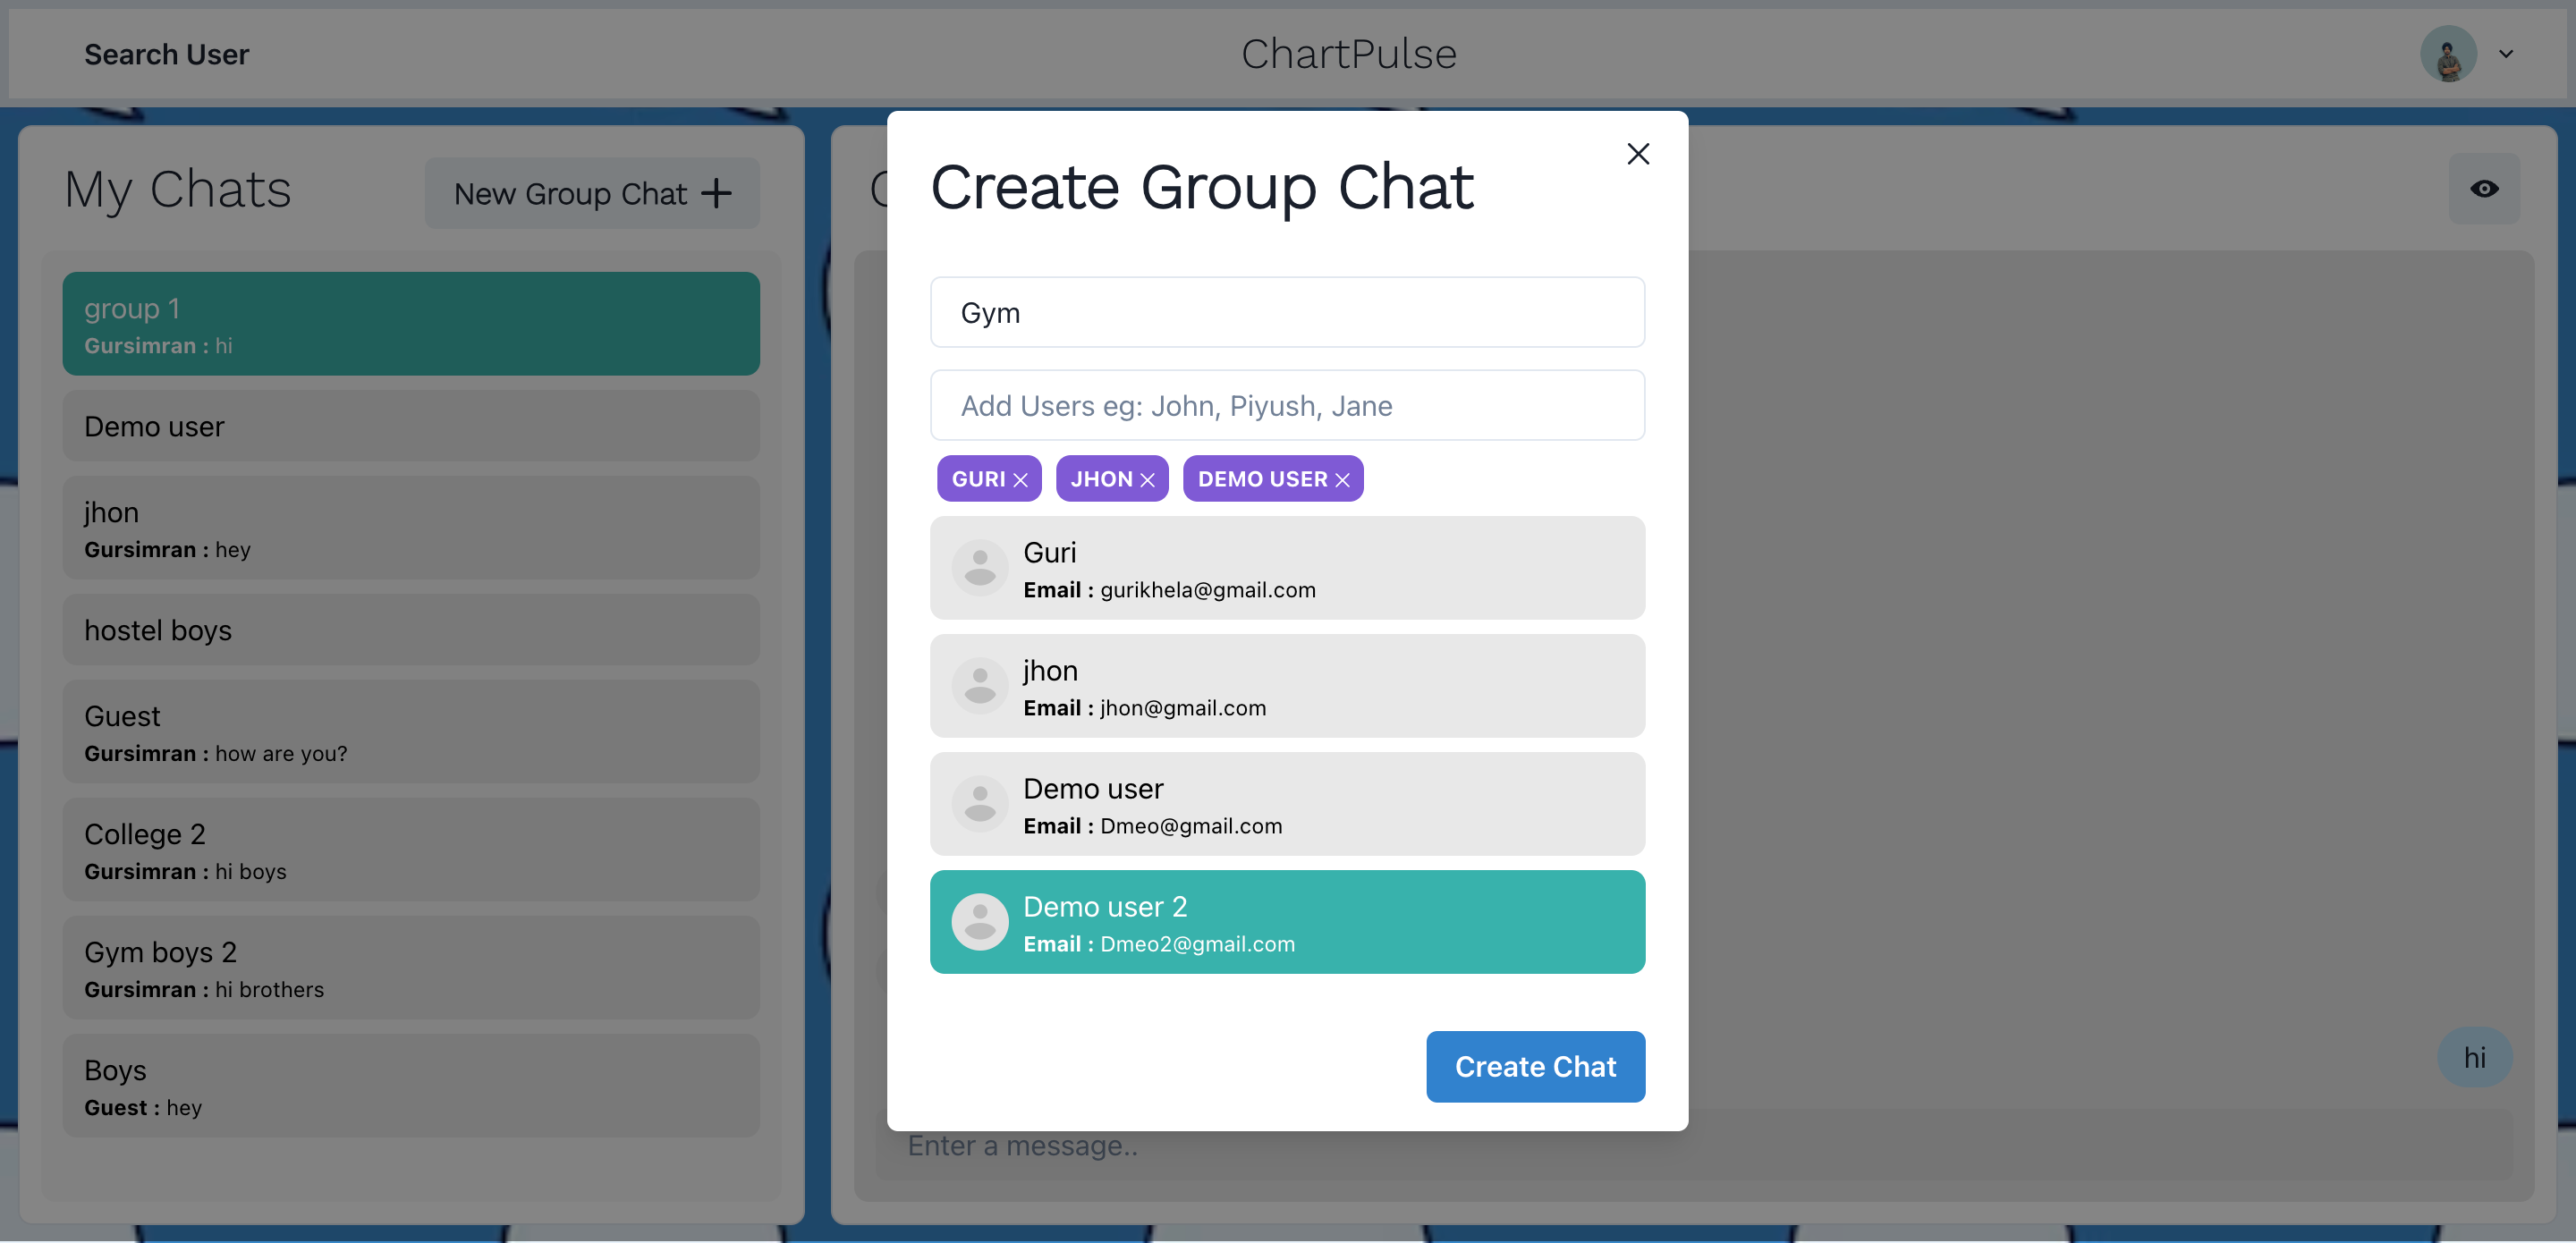 Search User
ChartPulse
My Chats
New Group Chat
group 1
Gursimran : hi
Demo user
jhon
Gursimran : hey
hostel boys
Guest
Gursimran : how are you?
College 2
Gursimran : hi boys
Gym boys 2
Gursimran : hi brothers
Boys
Guest : hey
Create Group Chat
Gym
Add Users eg: John, Piyush, Jane
GURI JHON DEMO USER
Guri
Email : gurikhela@gmail.com
jhon
Email : jhon@gmail.com
Demo user
Email : Dmeo@gmail.com
Demo user 2
Email : Dmeo2@gmail.com
Create Chat
hi
Enter a message..